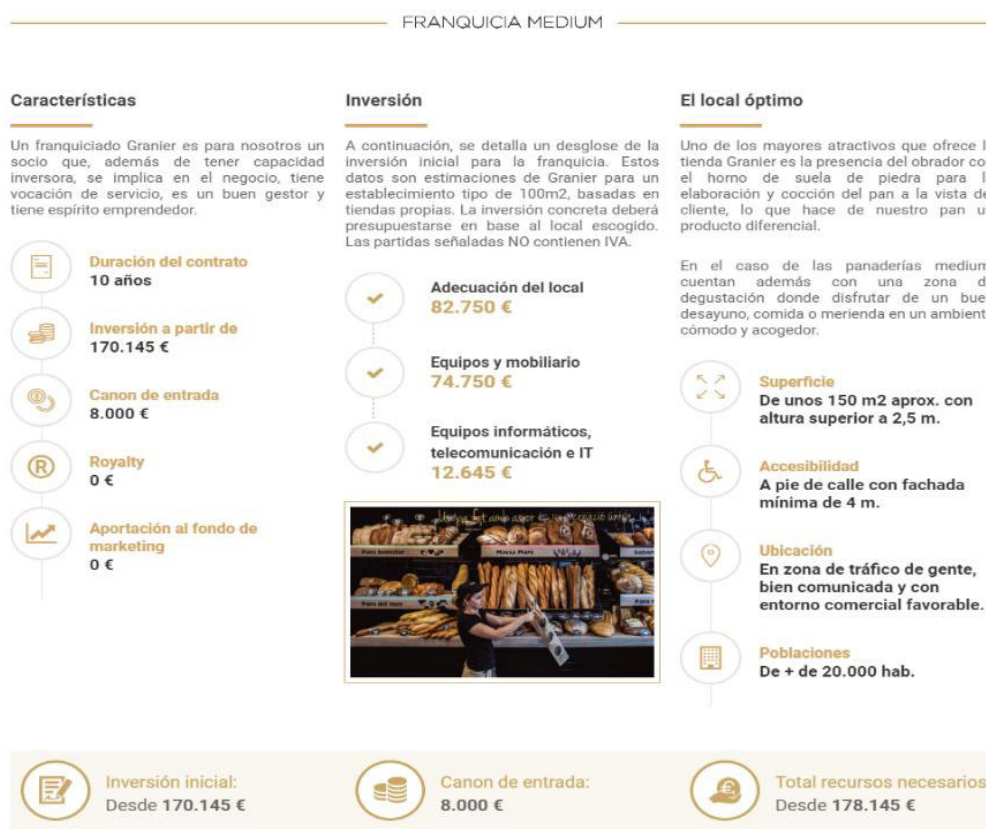 FRANQUICIA MEDIUM
Características
Un franquiciado Granier es para nosotros un
socio que, además de tener capacidad
inversora, se implica en el negocio, tiene
vocación de servicio, es un buen gestor y
tiene espíritu emprendedor.
Duración del contrato
10 años
Inversión a partir de
170.145 €
Canon de entrada
8.000 €
Royalty
0 €
Aportación al fondo de
marketing
0 €
Inversión
A continuación, se detalla un desglose de la
inversión inicial para la franquicia. Estos
datos son estimaciones de Granier para un
establecimiento tipo de 100m2, basadas en
tiendas propias. La inversión concreta deberá
presupuestarse en base al local escogido.
Las partidas señaladas NO contienen IVA.
Adecuación del local
82.750 €
Equipos y mobiliario
74.750 €
Equipos informáticos,
telecomunicación e IT
12.645 €
El local óptimo
Uno de los mayores atractivos que ofrece l
tienda Granier es la presencia del obrador co
el horno de suela de piedra para l
elaboración y cocción del pan a la vista de
cliente, lo que hace de nuestro pan u
producto diferencial.
En el caso de las panaderías medium
cuentan además con una zona d
degustación donde disfrutar de un bue
desayuno, comida o merienda en un ambient
cómodo y acogedor.
Superficie
De unos 150 m2 aprox. con
altura superior a 2,5 m.
Accesibilidad
A pie de calle con fachada
mínima de 4 m.
Ubicación
En zona de tráfico de gente,
bien comunicada y con
entorno comercial favorable.
Poblaciones
De + de 20.000 hab.
Inversión inicial:
Desde 170.145 €
Canon de entrada:
8.000 €
Total recursos necesarios
Desde 178.145 €